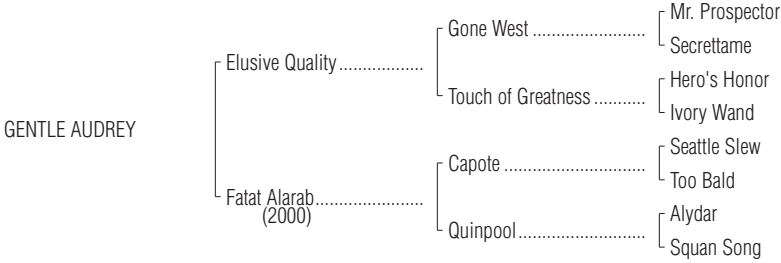 Mr. Prospector
Gone West ........................
Secrettame
Elusive Quality..................
Hero's Honor
Touch of Greatness ...........
Ivory Wand
GENTLE AUDREY
Seattle Slew
Capote ..............................
Too Bald
Fatat Alarab.......................
(2000)
Alydar
Quinpool...........................
Squan Song